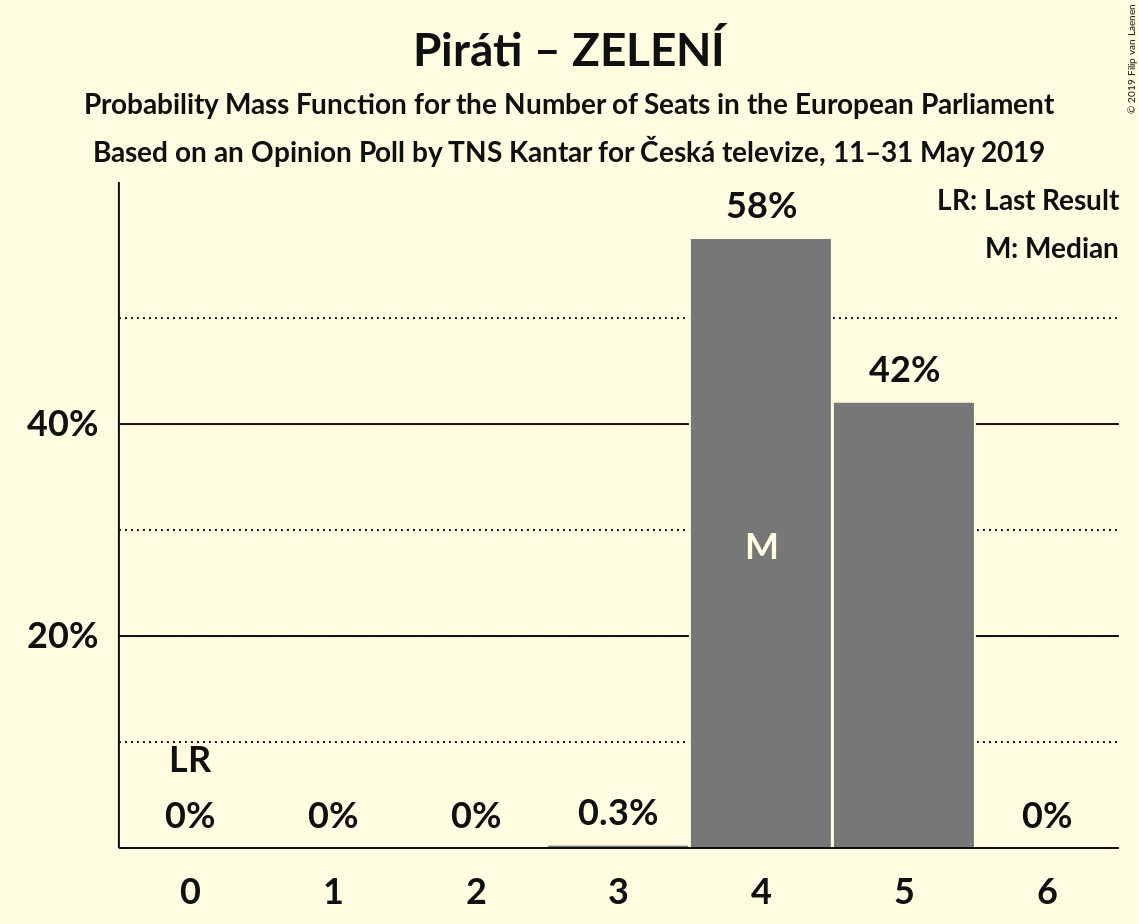 Piráti – ZELENÍ
Probability Mass Function for the Number of Seats in the European Parliament
Based on an Opinion Poll by TNS Kantar for Česká televize, 11–31 May 2019
© 2019 Filip van Laenen
LR: Last Result
M: Median
58%
42%
40%
M
20%
LR
0% 0% 0% 0.3% 0%
0 1 2 3 4 5 6